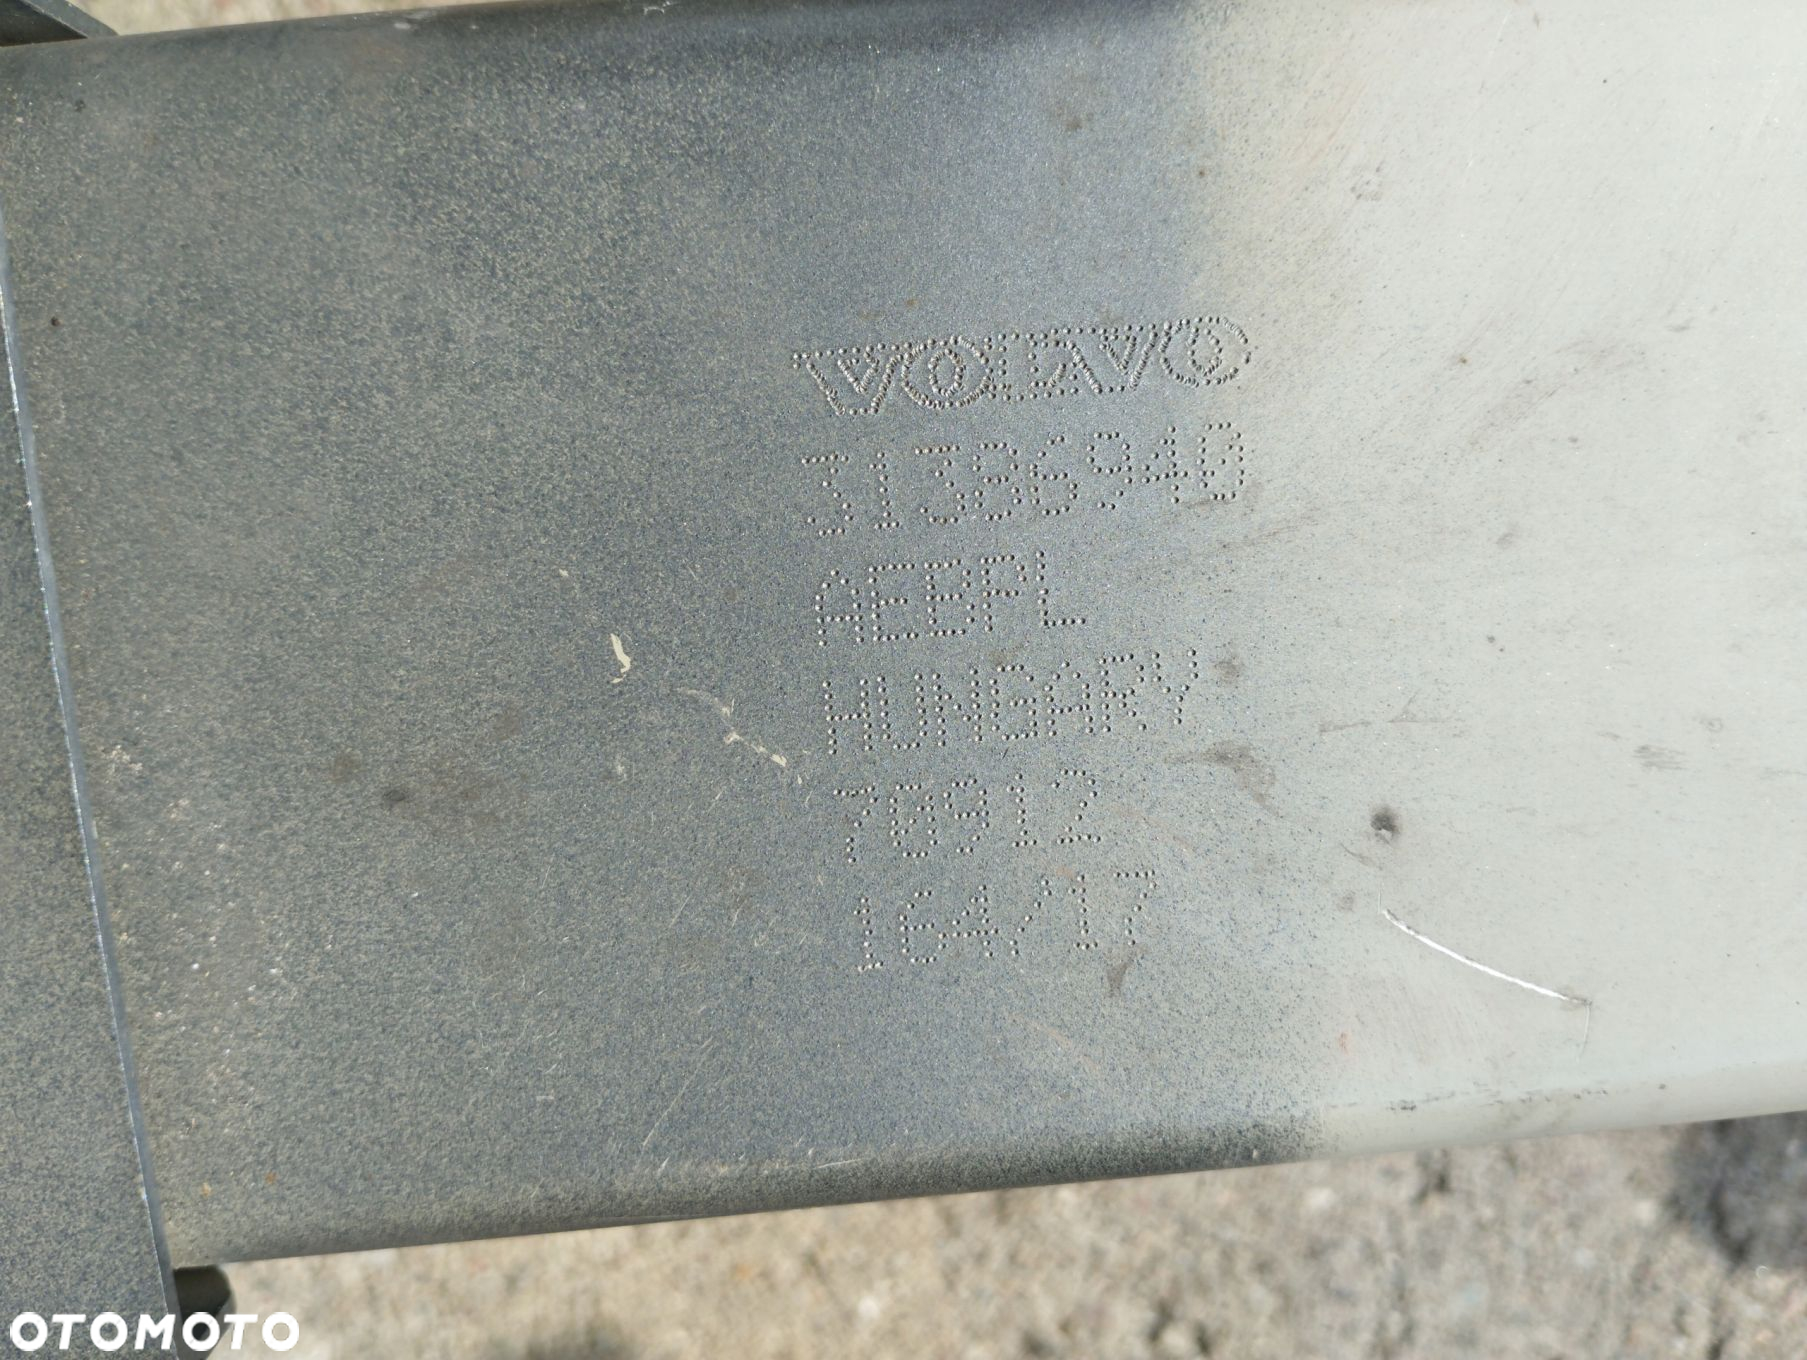 VOLVO
31386940
AEBPL
HUNGARY
70912
164/17
OTOMOTO